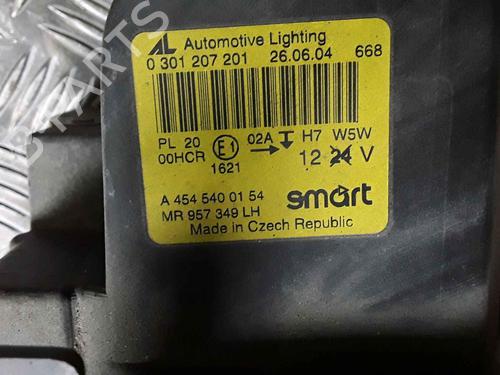 AL Automotive Lighting
0 301 207 201 26.06.04 668
PL 20 E1 02A H7 W5W
00HCR 12 24 V
1621
A 454 540 01 54 smart
MR 957 349 LH
Made in Czech Republic
B PARTS